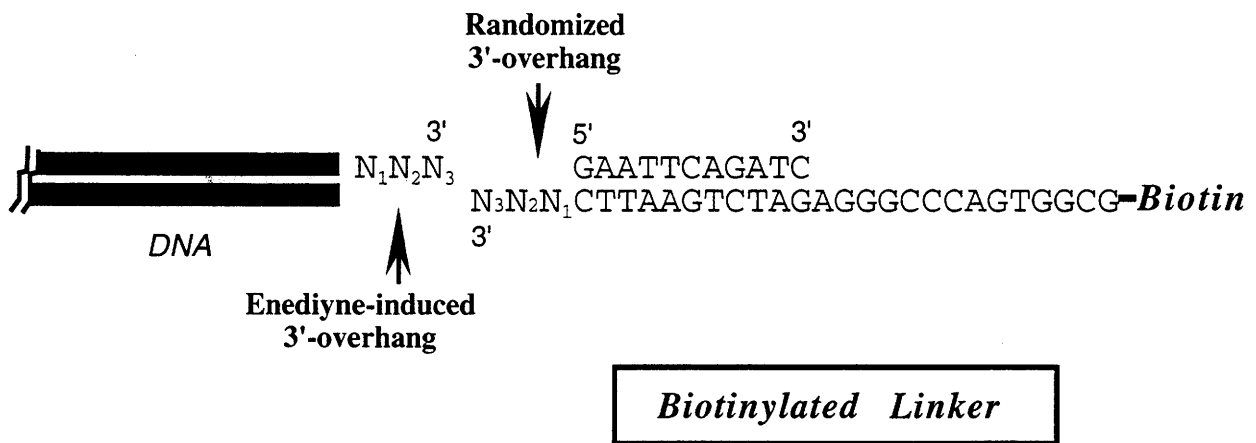 Randomized
3'-overhang
3'
5' 3'
N₁N₂N₃
GAATTCAGATC
N₃N₂N₁CTTAAGTCTAGAGGGCCCAGTGGCG-Biotin
3'
DNA
Enediyne-induced
3'-overhang
Biotinylated Linker